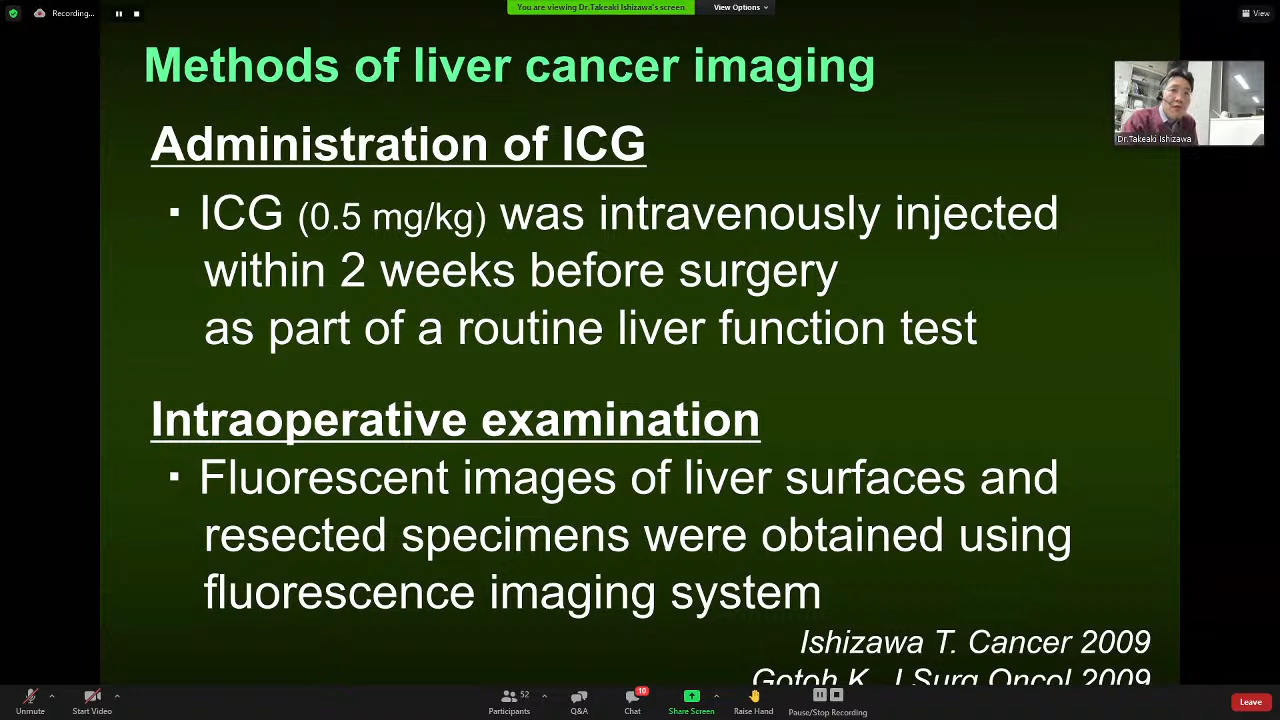 Recording...
You are viewing Dr.Takeaki Ishizawa's screen
View Options
View
Methods of liver cancer imaging
Dr.Takeaki Ishizawa
Administration of ICG
・ICG (0.5 mg/kg) was intravenously injected
within 2 weeks before surgery
as part of a routine liver function test
Intraoperative examination
・Fluorescent images of liver surfaces and
resected specimens were obtained using
fluorescence imaging system
Ishizawa T. Cancer 2009
Gotoh K. J Surg Oncol 2009
Unmute
Start Video
52
Participants
Q&A
10
Chat
Share Screen
Raise Hand
Pause/Stop Recording
Leave